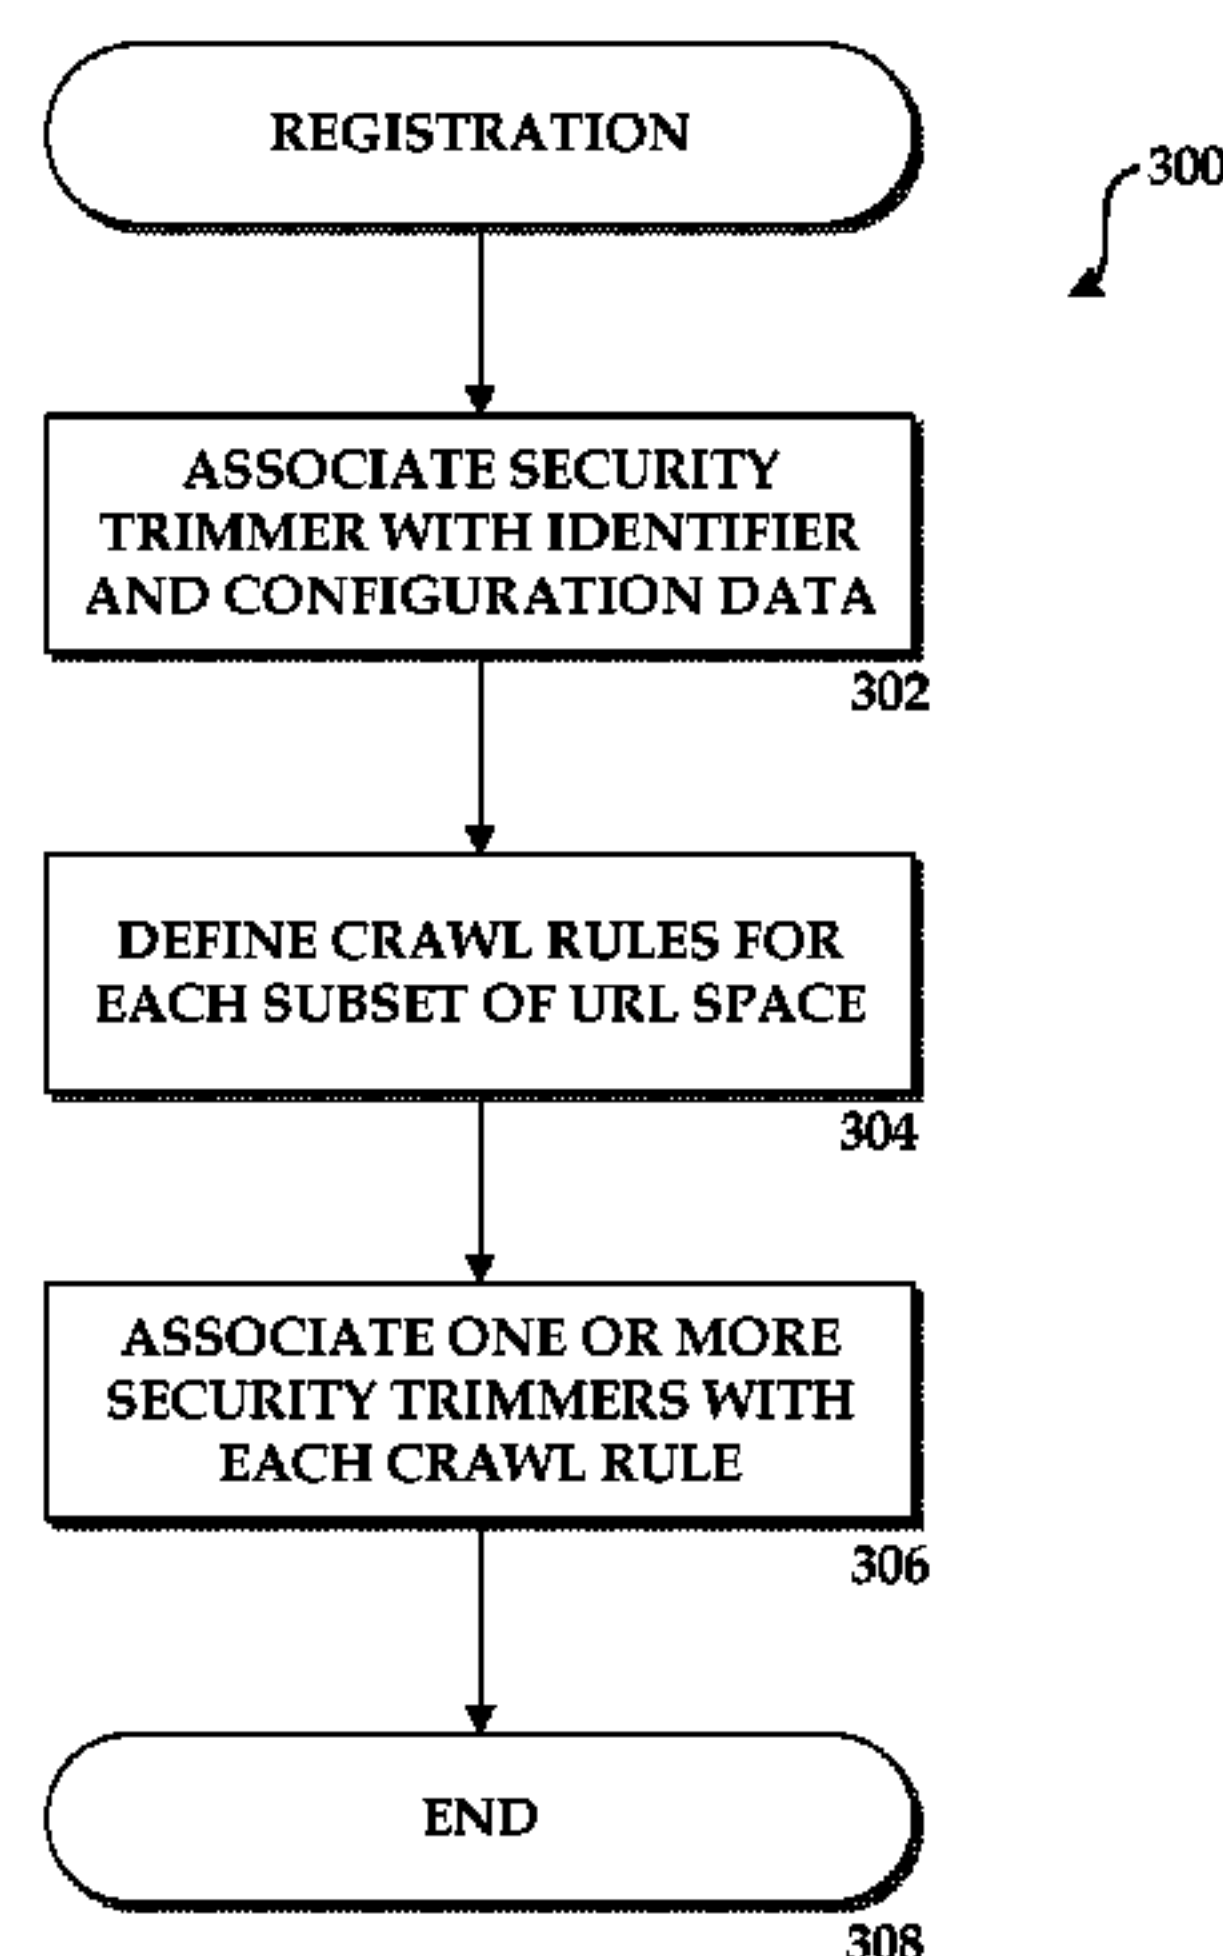 REGISTRATION
300
ASSOCIATE SECURITY
TRIMMER WITH IDENTIFIER
AND CONFIGURATION DATA
302
DEFINE CRAWL RULES FOR
EACH SUBSET OF URL SPACE
304
ASSOCIATE ONE OR MORE
SECURITY TRIMMERS WITH
EACH CRAWL RULE
306
END
308